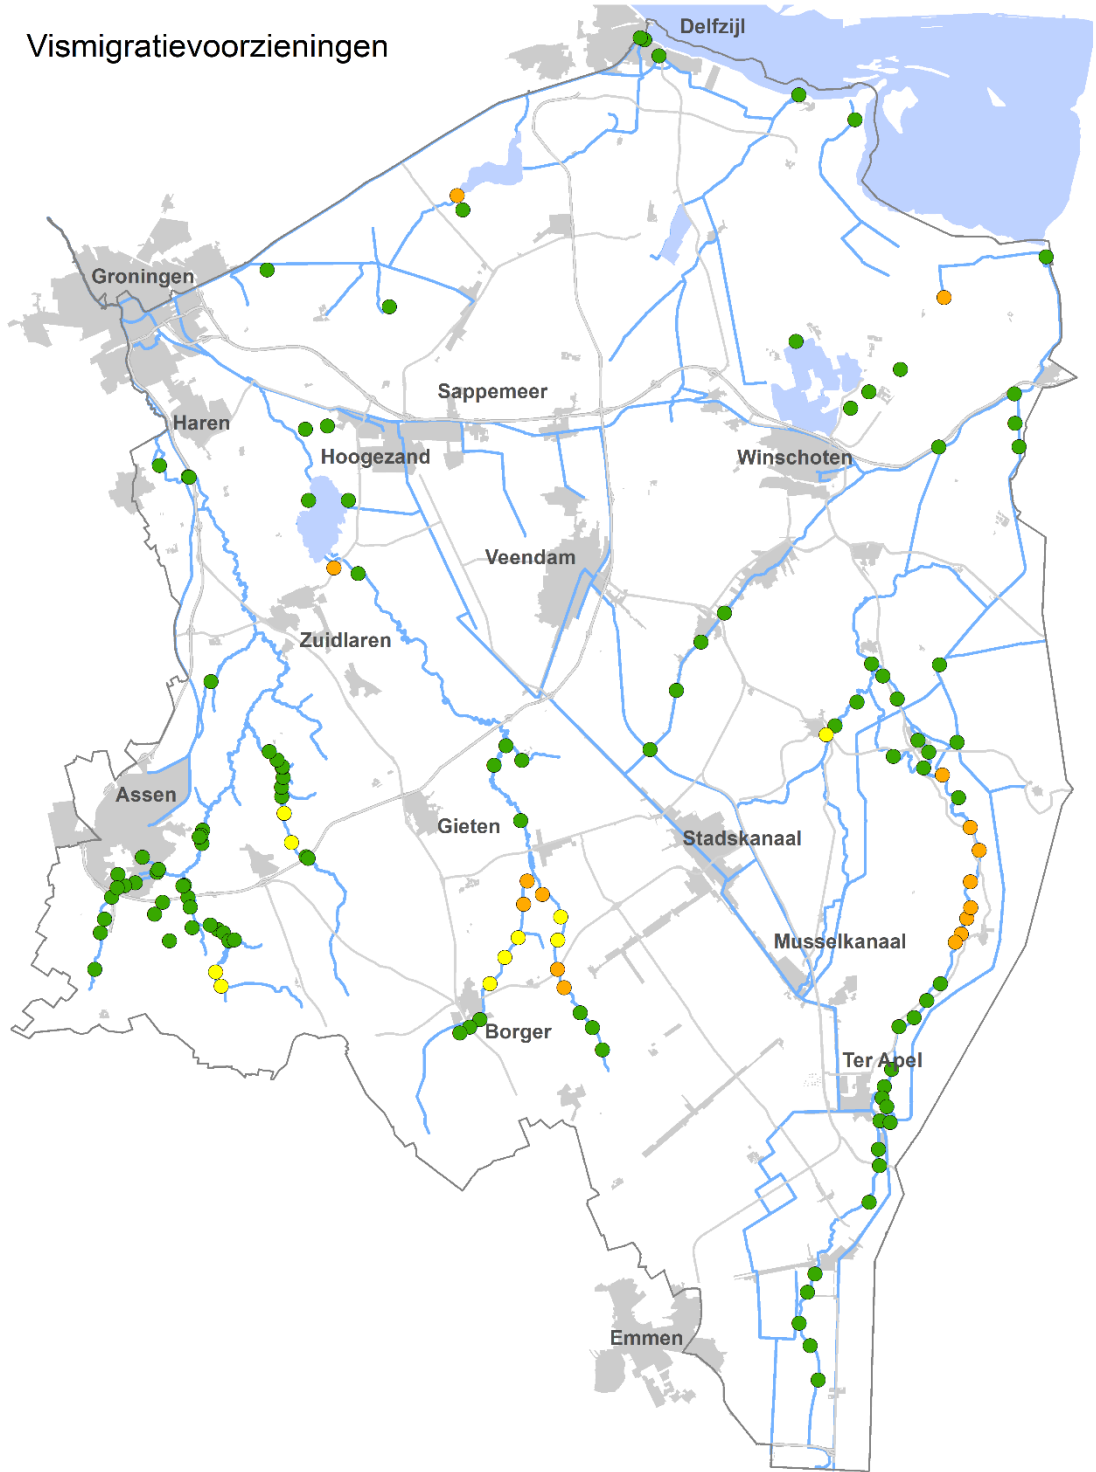 Vismigratievoorzieningen
Delfzijl
Groningen
Sappemeer
Haren
Hoogezand
Winschoten
Veendam
Zuidlaren
Assen
Gieten
Stadskanaal
Musselkanaal
Borger
Ter Apel
Emmen